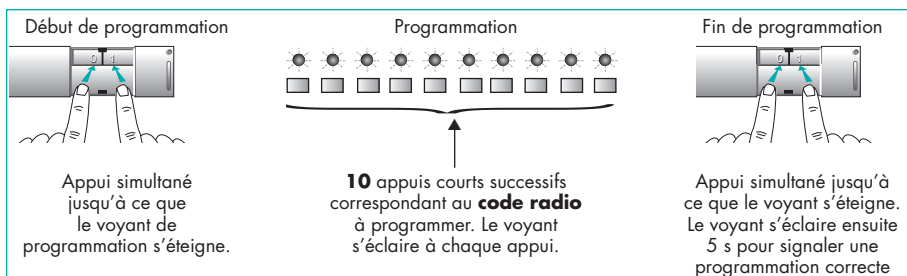 Début de programmation
0 1
Appui simultané
jusqu'à ce que
le voyant de
programmation s'éteigne.
Programmation
10 appuis courts successifs
correspondant au code radio
à programmer. Le voyant
s'éclaire à chaque appui.
Fin de programmation
0 1
Appui simultané jusqu'à
ce que le voyant s'éteigne.
Le voyant s'éclaire ensuite
5 s pour signaler une
programmation correcte